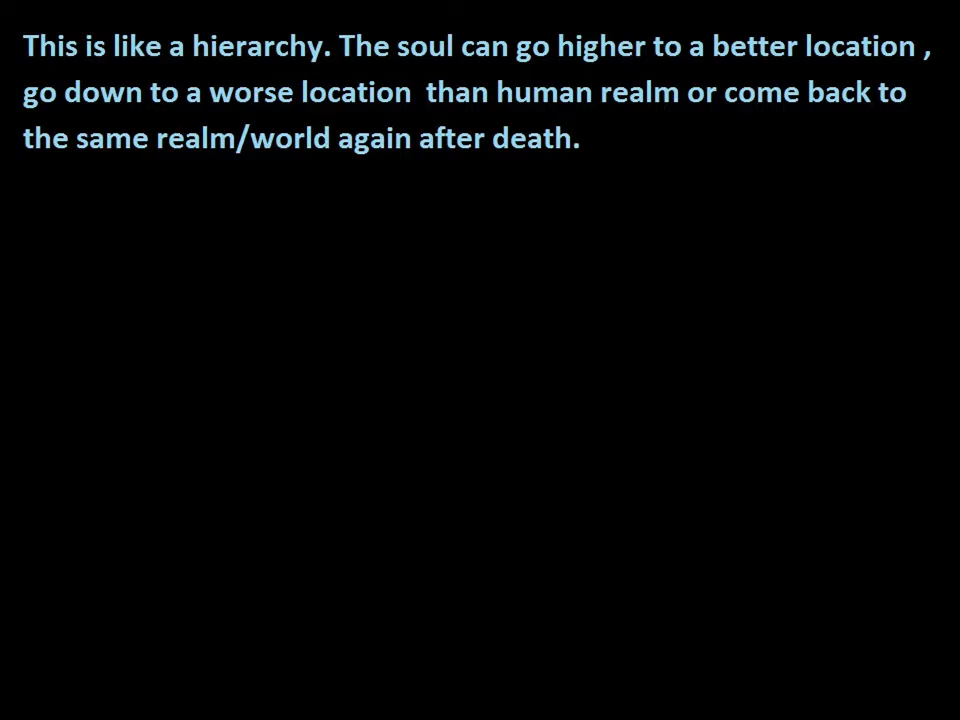 This is like a hierarchy. The soul can go higher to a better location ,
go down to a worse location  than human realm or come back to
the same realm/world again after death.